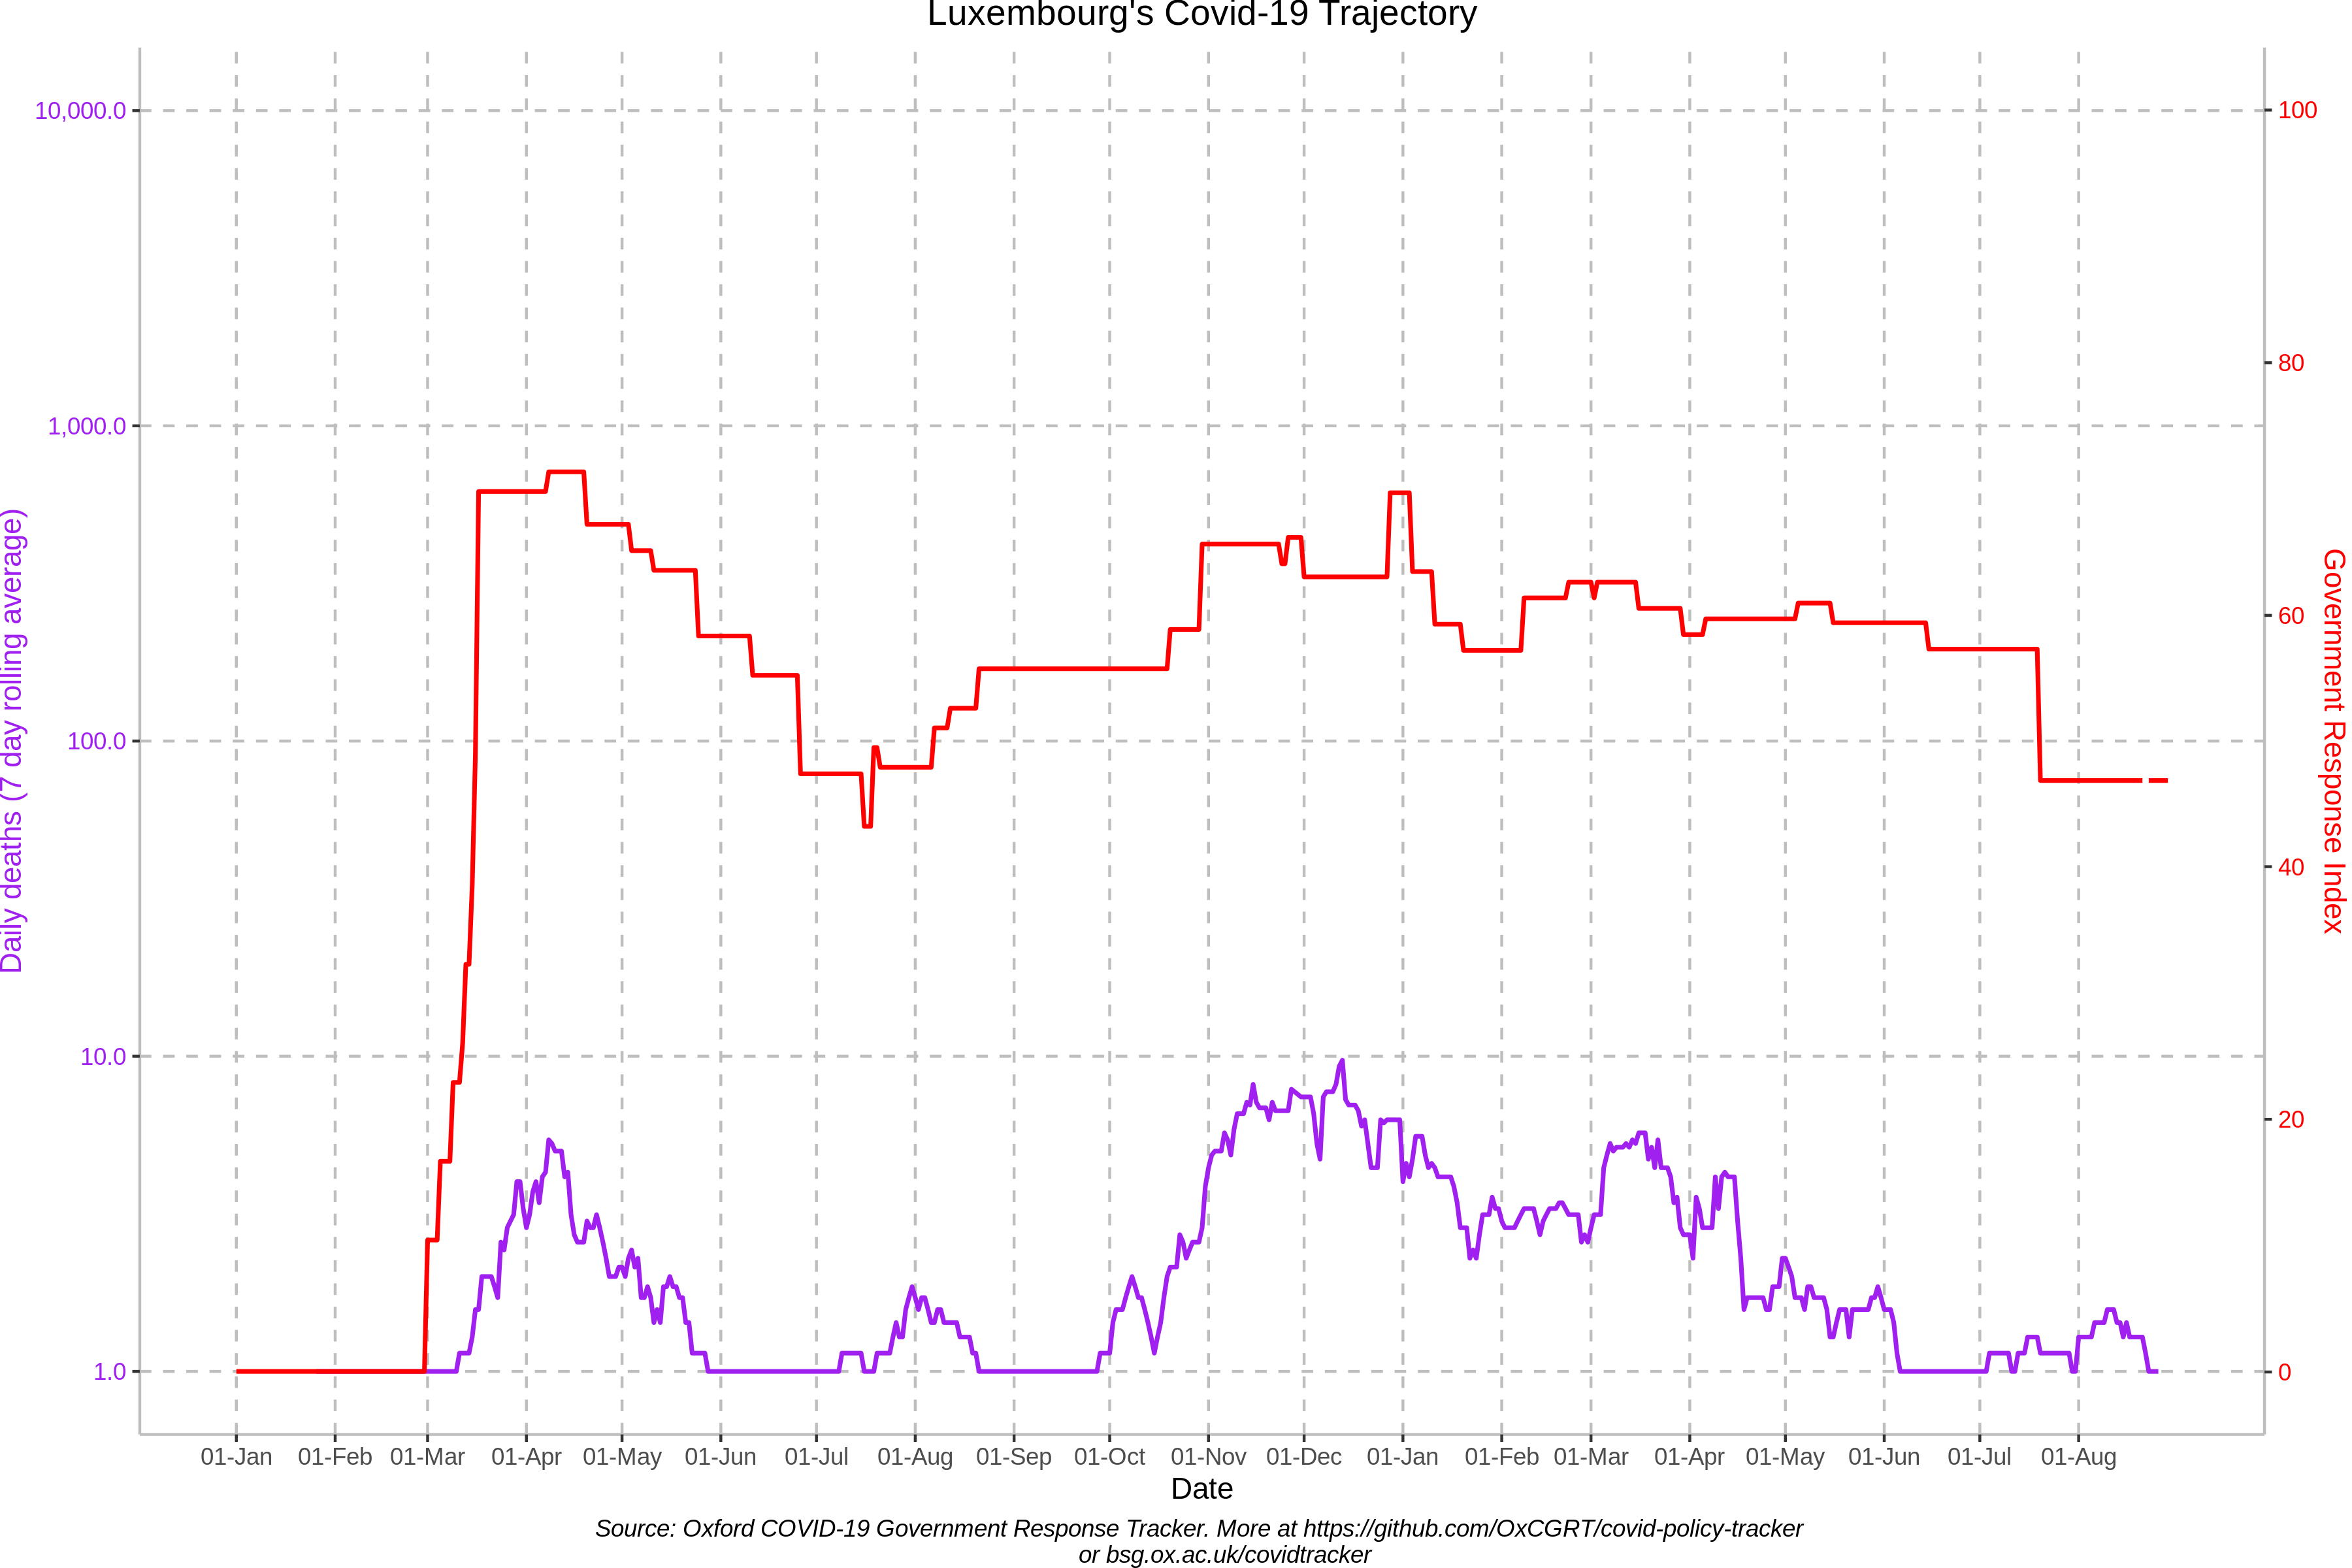 Luxembourg's Covid-19 Trajectory
Daily deaths (7 day rolling average)
10,000.0
1,000.0
100.0
10.0
1.0
100
80
60
40
20
0
Government Response Index
01-Jan 01-Feb 01-Mar 01-Apr 01-May 01-Jun 01-Jul 01-Aug 01-Sep 01-Oct 01-Nov 01-Dec 01-Jan 01-Feb 01-Mar 01-Apr 01-May 01-Jun 01-Jul 01-Aug
Date
Source: Oxford COVID-19 Government Response Tracker. More at https://github.com/OxCGRT/covid-policy-tracker
or bsg.ox.ac.uk/covidtracker